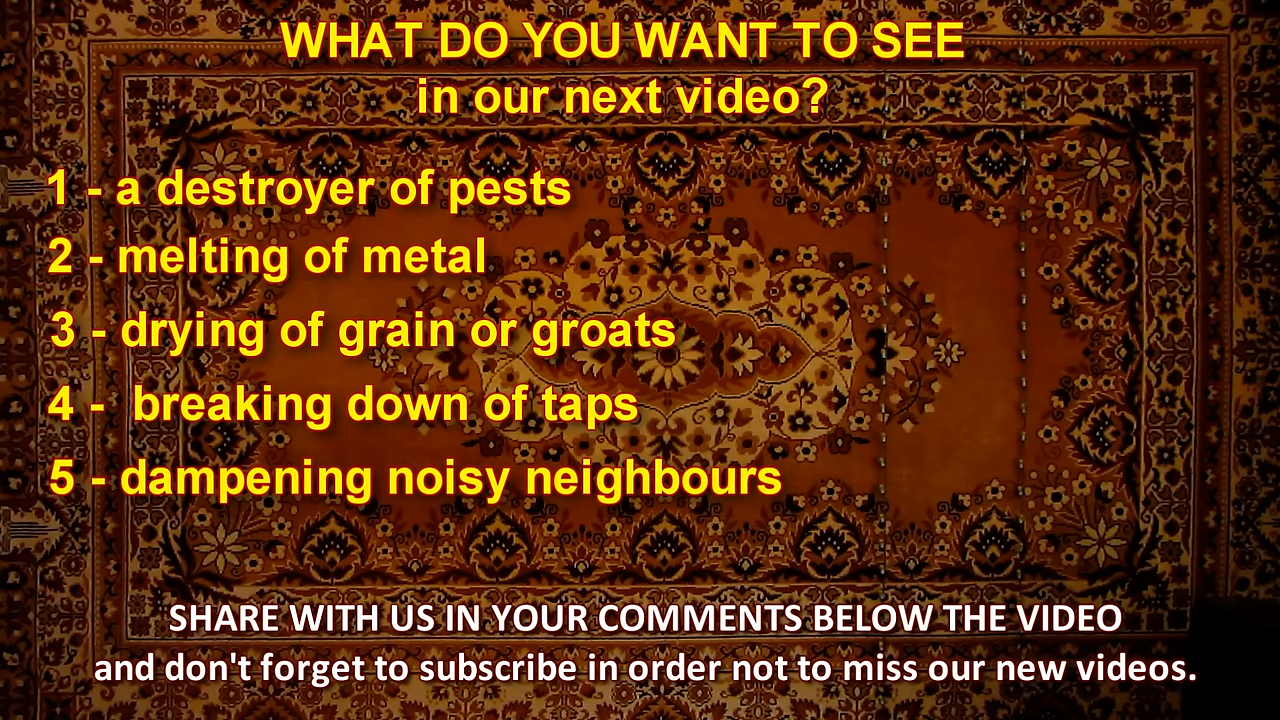 WHAT DO YOU WANT TO SEE
in our next video?
1 - a destroyer of pests
2 - melting of metal
3 - drying of grain or groats
4 -  breaking down of taps
5 - dampening noisy neighbours
SHARE WITH US IN YOUR COMMENTS BELOW THE VIDEO
and don't forget to subscribe in order not to miss our new videos.